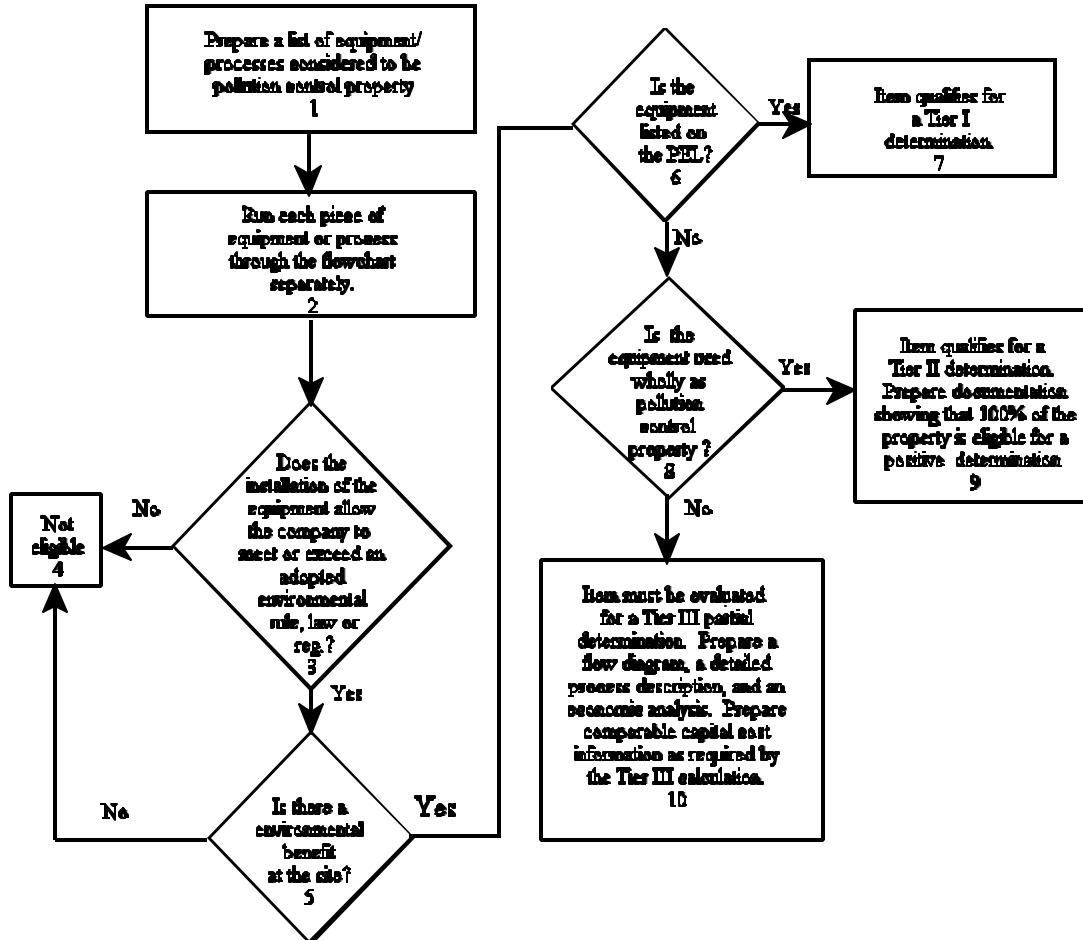 Prepare a list of equipment/
processes considered to be
pollution control property
1
Run each piece of
equipment or process
through the flowchart
separately.
2
Does the
installation of the
equipment allow
the company to
meet or exceed an
adopted
environmental
rule, law or
reg.?
3
No
Not
eligible
4
Yes
Is there a
environmental
benefit
at the site?
5
No
Yes
Is the
equipment
listed on
the PEL?
6
Yes
Item qualifies for
a Tier I
determination
7
No
Is the
equipment used
wholly as
pollution
control
property ?
8
Yes
Item qualifies for a
Tier II determination.
Prepare documentation
showing that 100% of the
property is eligible for a
positive determination
9
No
Item must be evaluated
for a Tier III partial
determination. Prepare a
flow diagram, a detailed
process description, and an
economic analysis. Prepare
comparable capital cost
information as required by
the Tier III calculation.
10